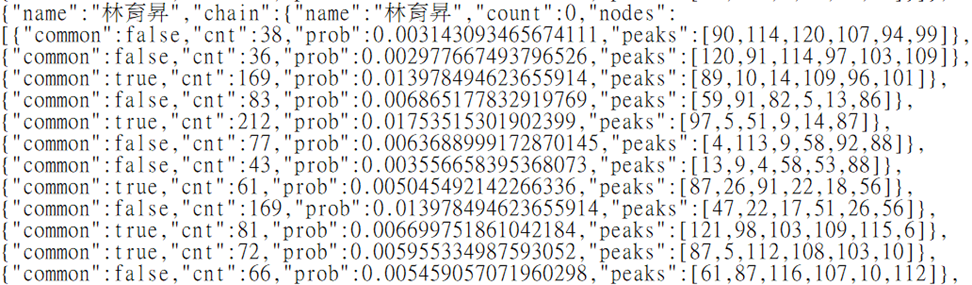 {"name":"林育昇","chain":{"name":"林育昇","count":0,"nodes":
[{"common":false,"cnt":38,"prob":0.003143093465674111,"peaks":[90,114,120,107,94,99]},
{"common":false,"cnt":36,"prob":0.002977667493796526,"peaks":[120,91,114,97,103,109]},
{"common":true,"cnt":169,"prob":0.013978494623655914,"peaks":[89,10,14,109,96,101]},
{"common":false,"cnt":83,"prob":0.006865177832919769,"peaks":[59,91,82,5,13,86]},
{"common":true,"cnt":212,"prob":0.01753515301902399,"peaks":[97,5,51,9,14,87]},
{"common":false,"cnt":77,"prob":0.0063688999172870145,"peaks":[4,113,9,58,92,88]},
{"common":false,"cnt":43,"prob":0.003556658395368073,"peaks":[13,9,4,58,53,88]}
{"common":true,"cnt":61,"prob":0.005045492142266336,"peaks":[87,26,91,22,18,56]},
{"common":false,"cnt":169,"prob":0.013978494623655914,"peaks":[47,22,17,51,26,56]},
{"common":true,"cnt":81,"prob":0.006699751861042184,"peaks":[121,98,103,109,115,6]},
{"common":true,"cnt":72,"prob":0.005955334987593052,"peaks":[87,5,112,108,103,10]},
{"common":false,"cnt":66,"prob":0.005459057071960298,"peaks":[61,87,116,107,10,112]},